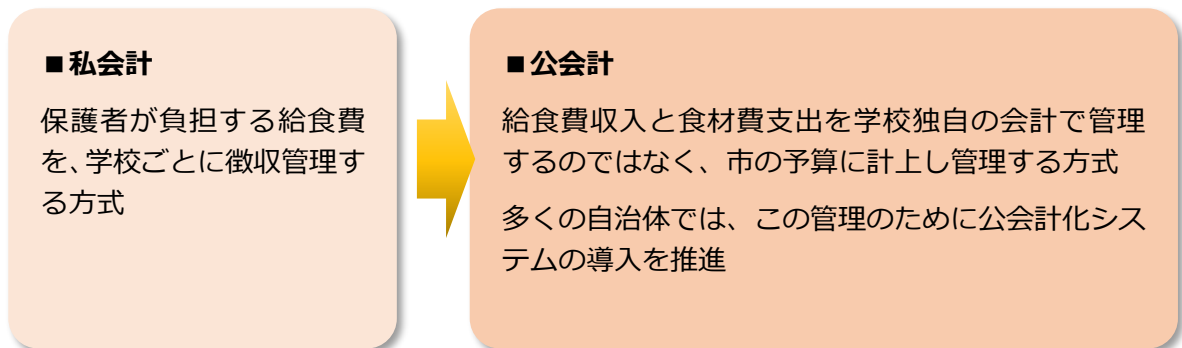 ■私会計
保護者が負担する給食費
を、学校ごとに徴収管理す
る方式
■公会計
給食費収入と食材費支出を学校独自の会計で管理
するのではなく、市の予算に計上し管理する方式
多くの自治体では、この管理のために公会計化シス
テムの導入を推進